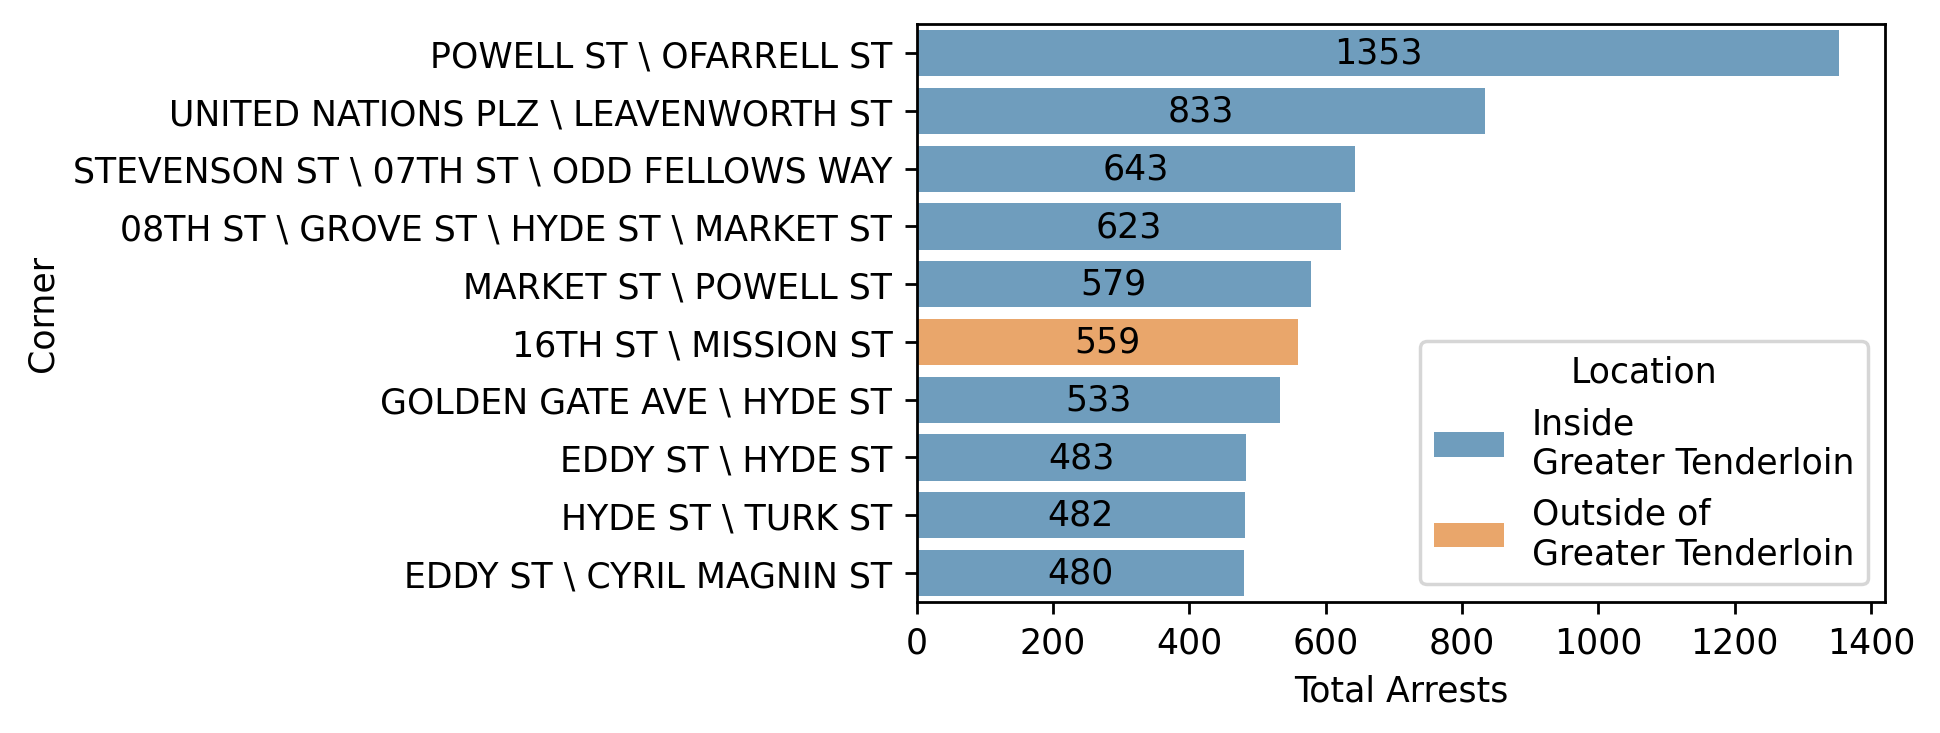 POWELL ST \ OFARRELL ST 1353
UNITED NATIONS PLZ \ LEAVENWORTH ST 833
STEVENSON ST \ 07TH ST \ ODD FELLOWS WAY 643
08TH ST \ GROVE ST \ HYDE ST \ MARKET ST 623
MARKET ST \ POWELL ST 579
16TH ST \ MISSION ST 559
GOLDEN GATE AVE \ HYDE ST 533
EDDY ST \ HYDE ST 483
HYDE ST \ TURK ST 482
EDDY ST \ CYRIL MAGNIN ST 480
Corner
Location
Inside
Greater Tenderloin
Outside of
Greater Tenderloin
0 200 400 600 800 1000 1200 1400
Total Arrests